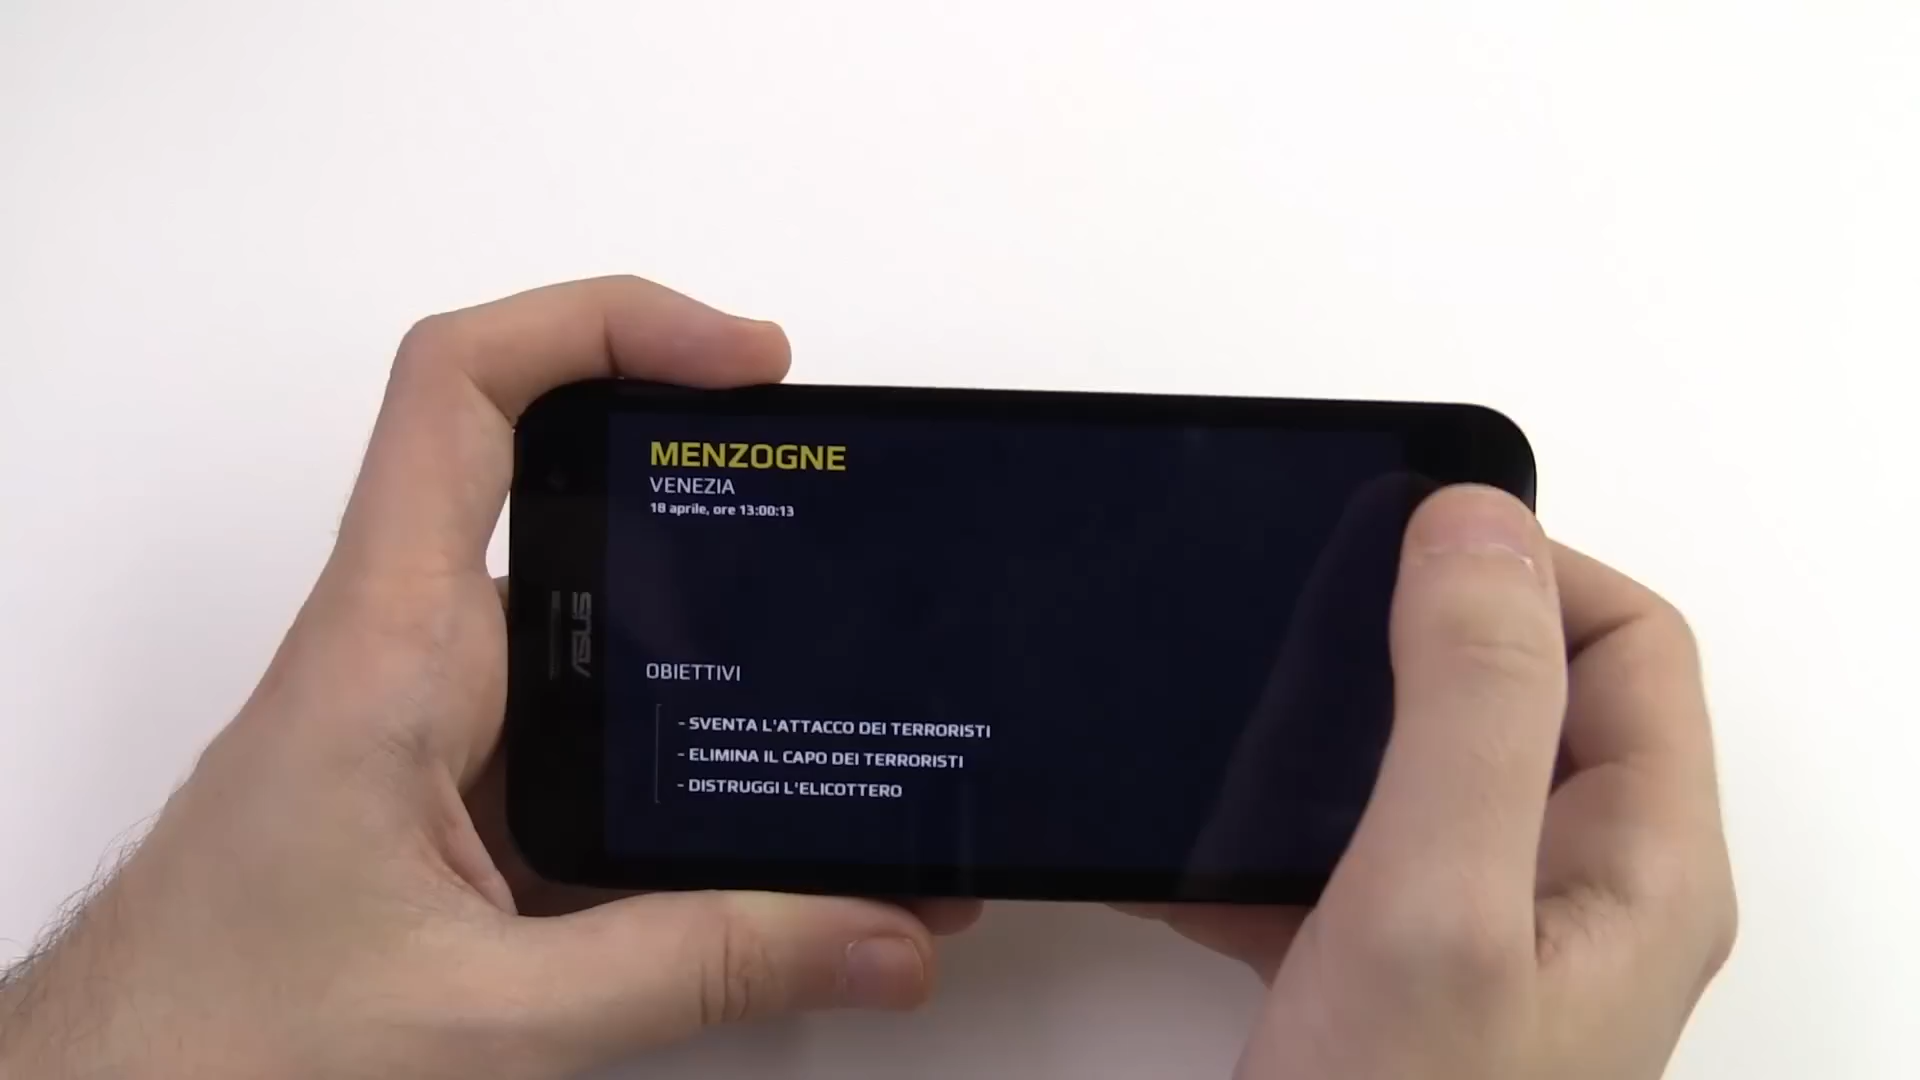 MENZOGNE
VENEZIA
18 aprile, ore 13:00:13
ASUS
OBIETTIVI
- SVENTA L'ATTACCO DEI TERRORISTI
- ELIMINA IL CAPO DEI TERRORISTI
- DISTRUGGI L'ELICOTTERO